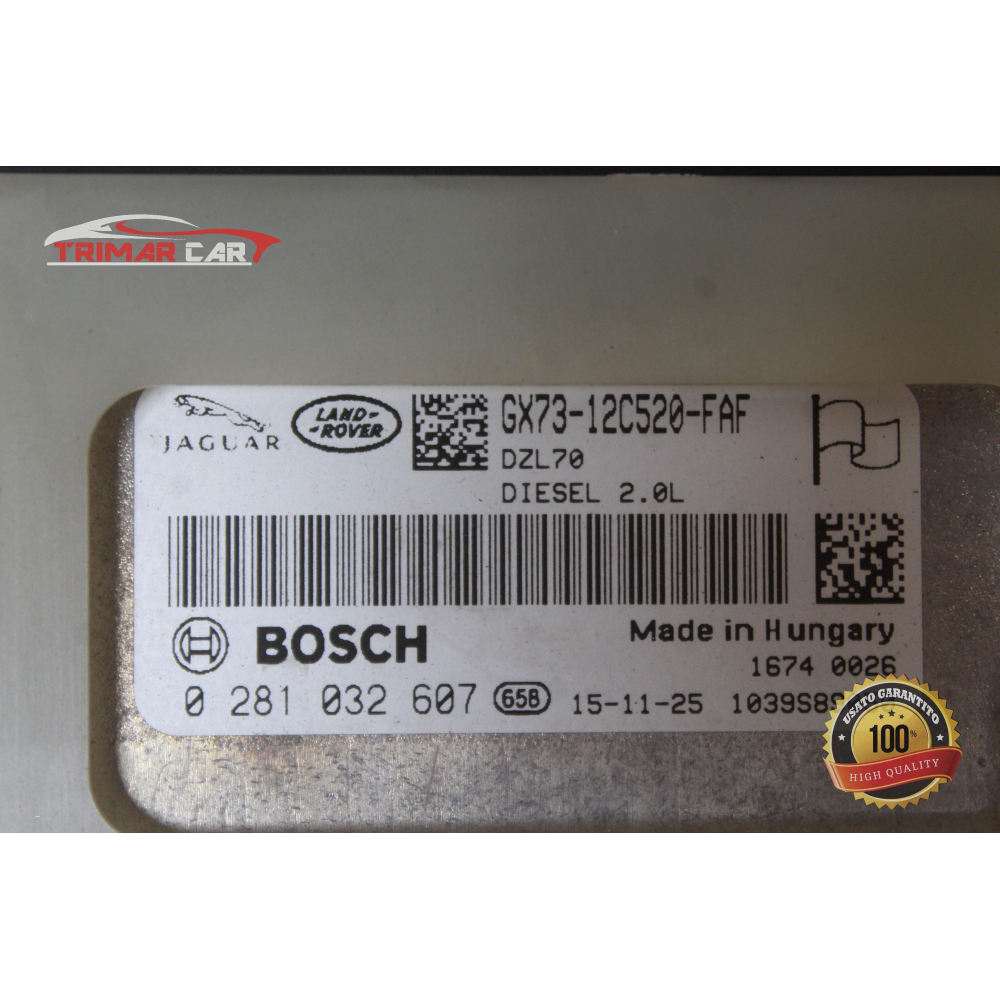 TRIMAR CAR
JAGUAR
LAND-
-ROVER
GX73-12C520-FAF
DZL70
DIESEL 2.0L
BOSCH
Made in Hungary
1674 0026
0 281 032 607 65B 15-11-25
USATO GARANTITO
100%
HIGH QUALITY